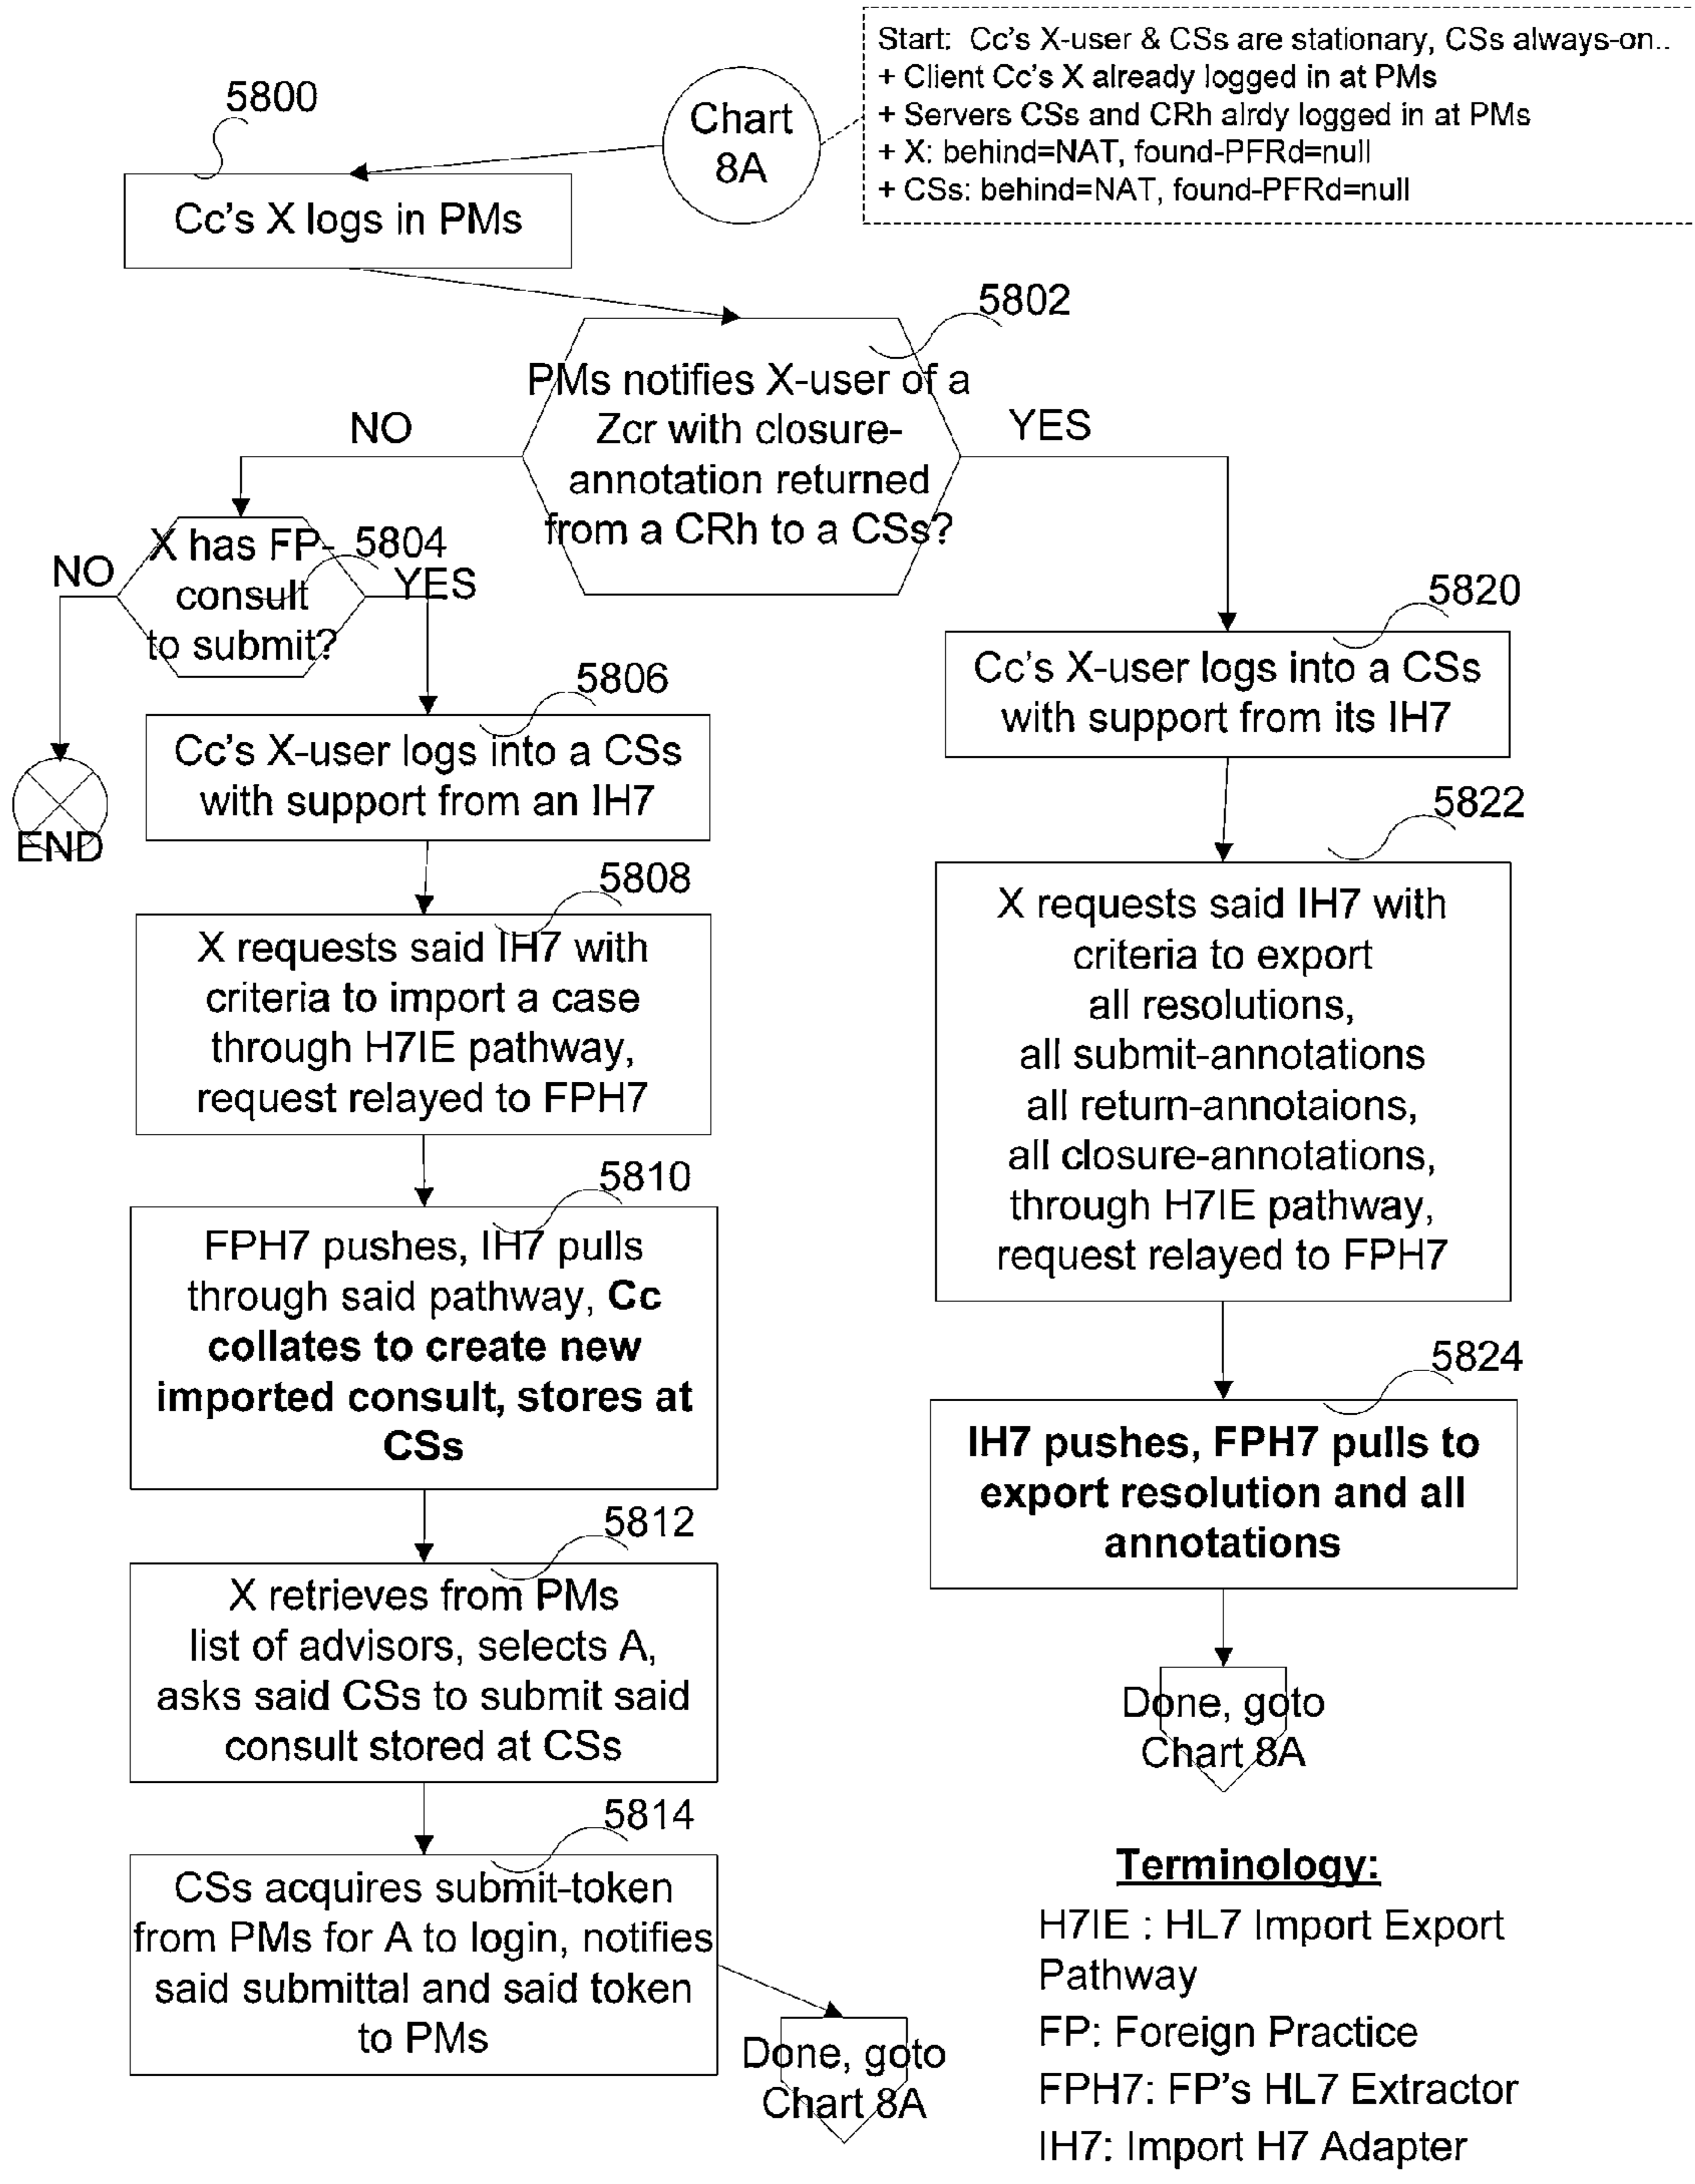 Start: Cc's X-user & CSs are stationary, CSs always-on..
+ Client Cc's X already logged in at PMs
+ Servers CSs and CRh alrdy logged in at PMs
+ X: behind=NAT, found-PFRd=null
+ CSs: behind=NAT, found-PFRd=null
Chart
8A
5800
Cc's X logs in PMs
5802
PMs notifies X-user of a
Zcr with closure-
annotation returned
from a CRh to a CSs?
NO
YES
5804
X has FP-
consult
to submit?
NO
YES
END
5806
Cc's X-user logs into a CSs
with support from an IH7
5808
X requests said IH7 with
criteria to import a case
through H7IE pathway,
request relayed to FPH7
5810
FPH7 pushes, IH7 pulls
through said pathway, Cc
collates to create new
imported consult, stores at
CSs
5812
X retrieves from PMs
list of advisors, selects A,
asks said CSs to submit said
consult stored at CSs
5814
CSs acquires submit-token
from PMs for A to login, notifies
said submittal and said token
to PMs
Done, goto
Chart 8A
5820
Cc's X-user logs into a CSs
with support from its IH7
5822
X requests said IH7 with
criteria to export
all resolutions,
all submit-annotations
all return-annotaions,
all closure-annotations,
through H7IE pathway,
request relayed to FPH7
5824
IH7 pushes, FPH7 pulls to
export resolution and all
annotations
Done, goto
Chart 8A
Terminology:
H7IE : HL7 Import Export
Pathway
FP: Foreign Practice
FPH7: FP's HL7 Extractor
IH7: Import H7 Adapter